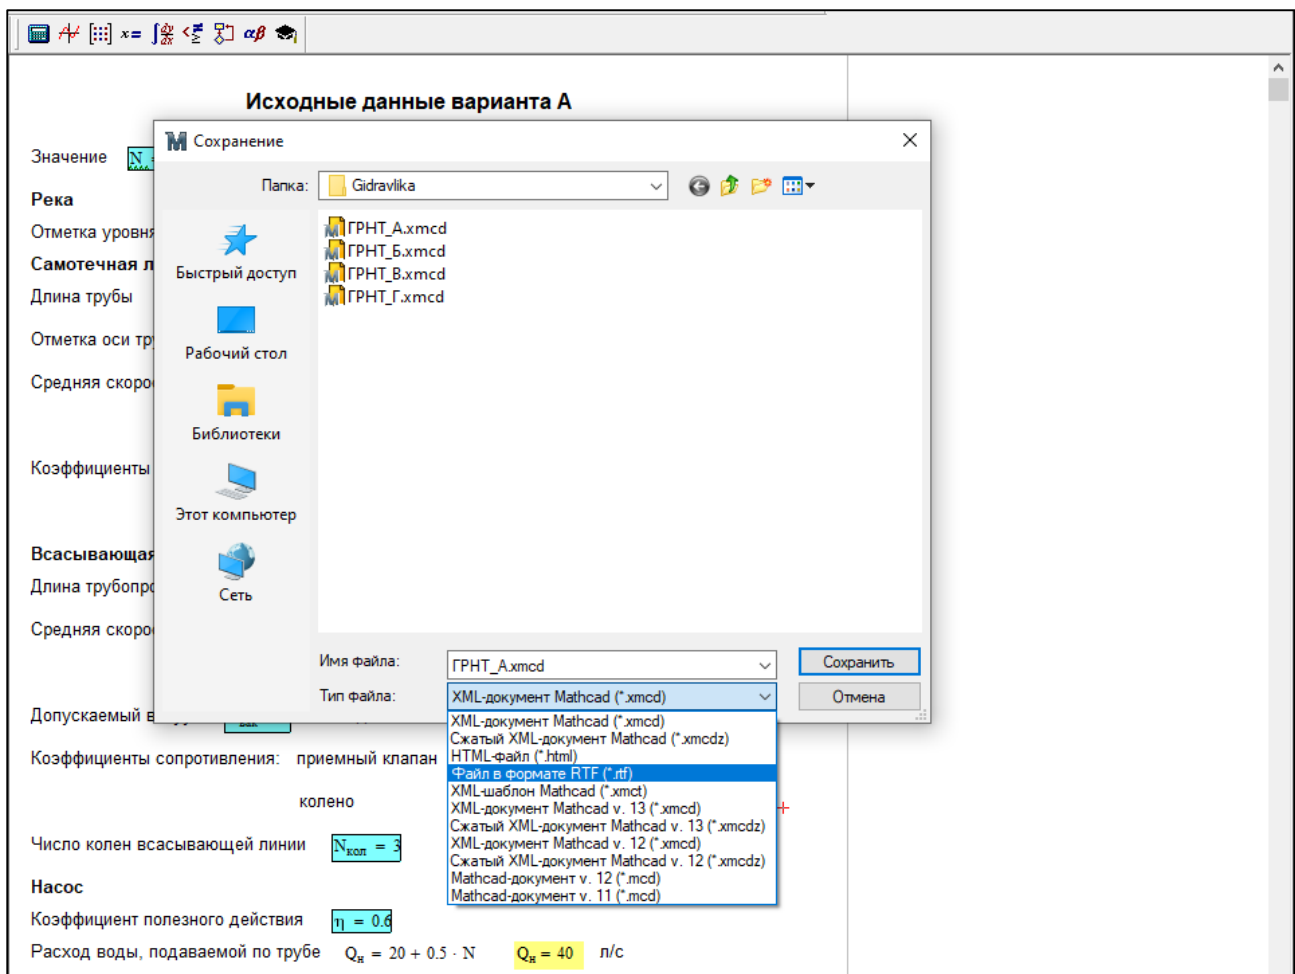 Исходные данные варианта А
Сохранение
Значение N =
Папка: Gidravlika
Река
Отметка уровня
Самотечная л
Длина трубы
Отметка оси тру
Средняя скоро
Коэффициенты
Всасывающая
Длина трубопро
Средняя скоро
ГРНТ_А.xmcd
ГРНТ_Б.xmcd
ГРНТ_В.xmcd
ГРНТ_Г.xmcd
Быстрый доступ
Рабочий стол
Библиотеки
Этот компьютер
Сеть
Имя файла: ГРНТ_А.xmcd Сохранить
Тип файла: XML-документ Mathcad (*.xmcd) Отмена
XML-документ Mathcad (*.xmcd)
Сжатый XML-документ Mathcad (*.xmcdz)
HTML-файл (*.html)
Файл в формате RTF (*.rtf)
XML-шаблон Mathcad (*.xmct)
XML-документ Mathcad v. 13 (*.xmcd)
Сжатый XML-документ Mathcad v. 13 (*.xmcdz)
XML-документ Mathcad v. 12 (*.xmcd)
Сжатый XML-документ Mathcad v. 12 (*.xmcdz)
Mathcad-документ v. 12 (*.mcd)
Mathcad-документ v. 11 (*.mcd)
Допускаемый в
Коэффициенты сопротивления: приемный клапан
колено
Число колен всасывающей линии Nкол = 3
Насос
Коэффициент полезного действия η = 0.6
Расход воды, подаваемой по трубе Qн = 20 + 0.5 · N Qн = 40 л/с